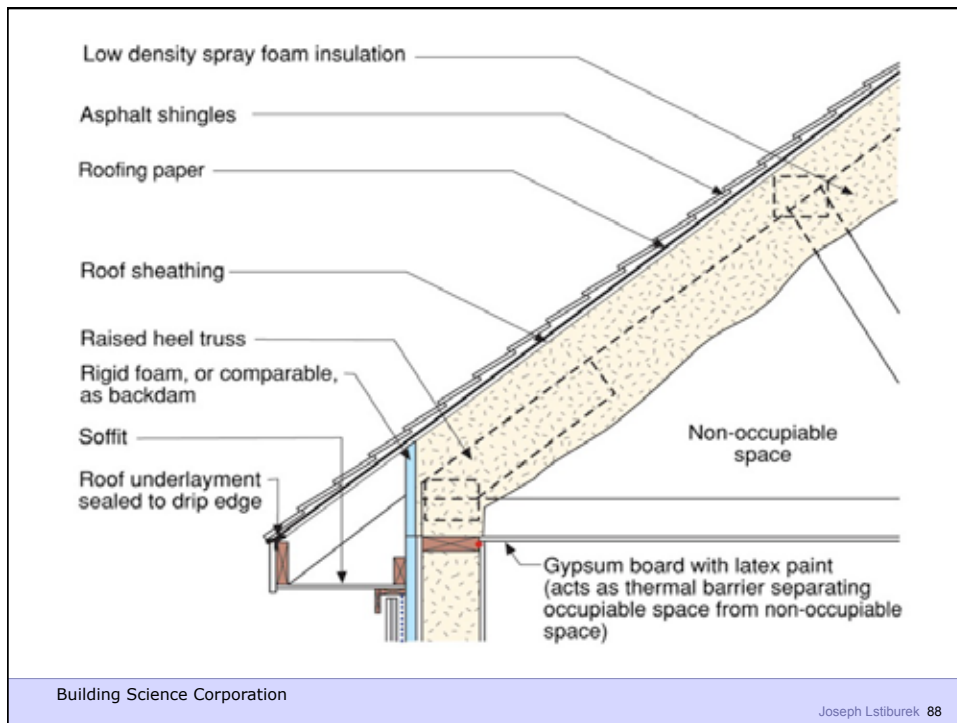 Low density spray foam insulation
Asphalt shingles
Roofing paper
Roof sheathing
Raised heel truss
Rigid foam, or comparable,
as backdam
Soffit
Roof underlayment
sealed to drip edge
Non-occupiable
space
Gypsum board with latex paint
(acts as thermal barrier separating
occupiable space from non-occupiable
space)
Building Science Corporation
Joseph Lstiburek 88